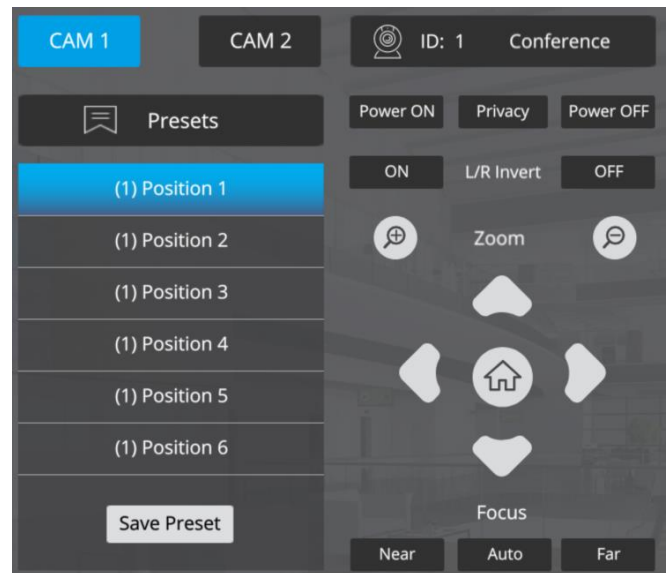 CAM 1
CAM 2
Presets
(1) Position 1
(1) Position 2
(1) Position 3
(1) Position 4
(1) Position 5
(1) Position 6
Save Preset
ID: 1 Conference
Power ON
Privacy
Power OFF
ON
L/R Invert
OFF
Zoom
Focus
Near
Auto
Far